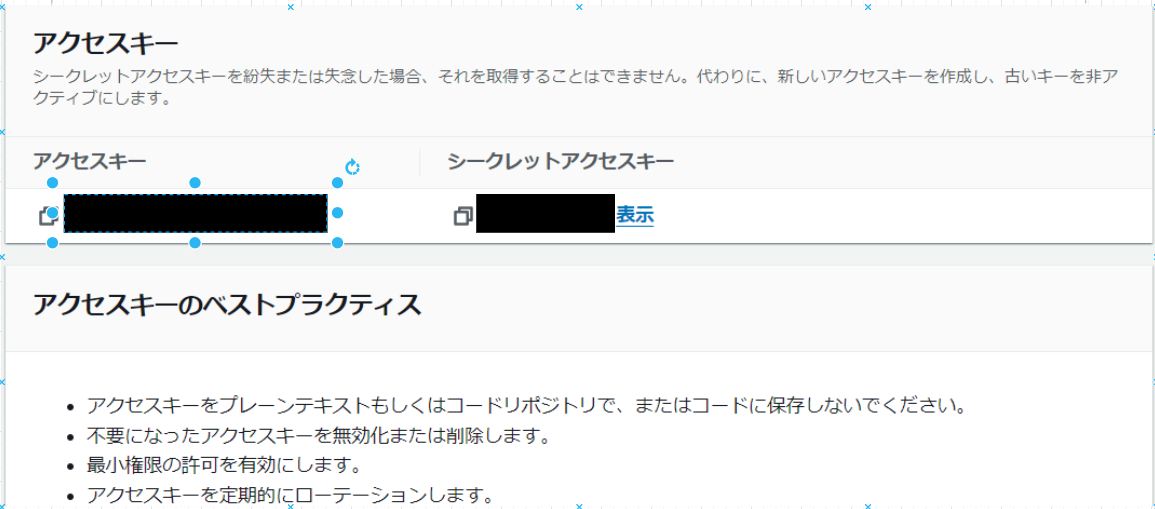 アクセスキー
シークレットアクセスキーを紛失または失念した場合、それを取得することはできません。代わりに、新しいアクセスキーを作成し、古いキーを非ア
クティブにします。
アクセスキー
シークレットアクセスキー
表示
アクセスキーのベストプラクティス
• アクセスキーをプレーンテキストもしくはコードリポジトリで、またはコードに保存しないでください。
• 不要になったアクセスキーを無効化または削除します。
• 最小権限の許可を有効にします。
• アクセスキーを定期的にローテーションします。